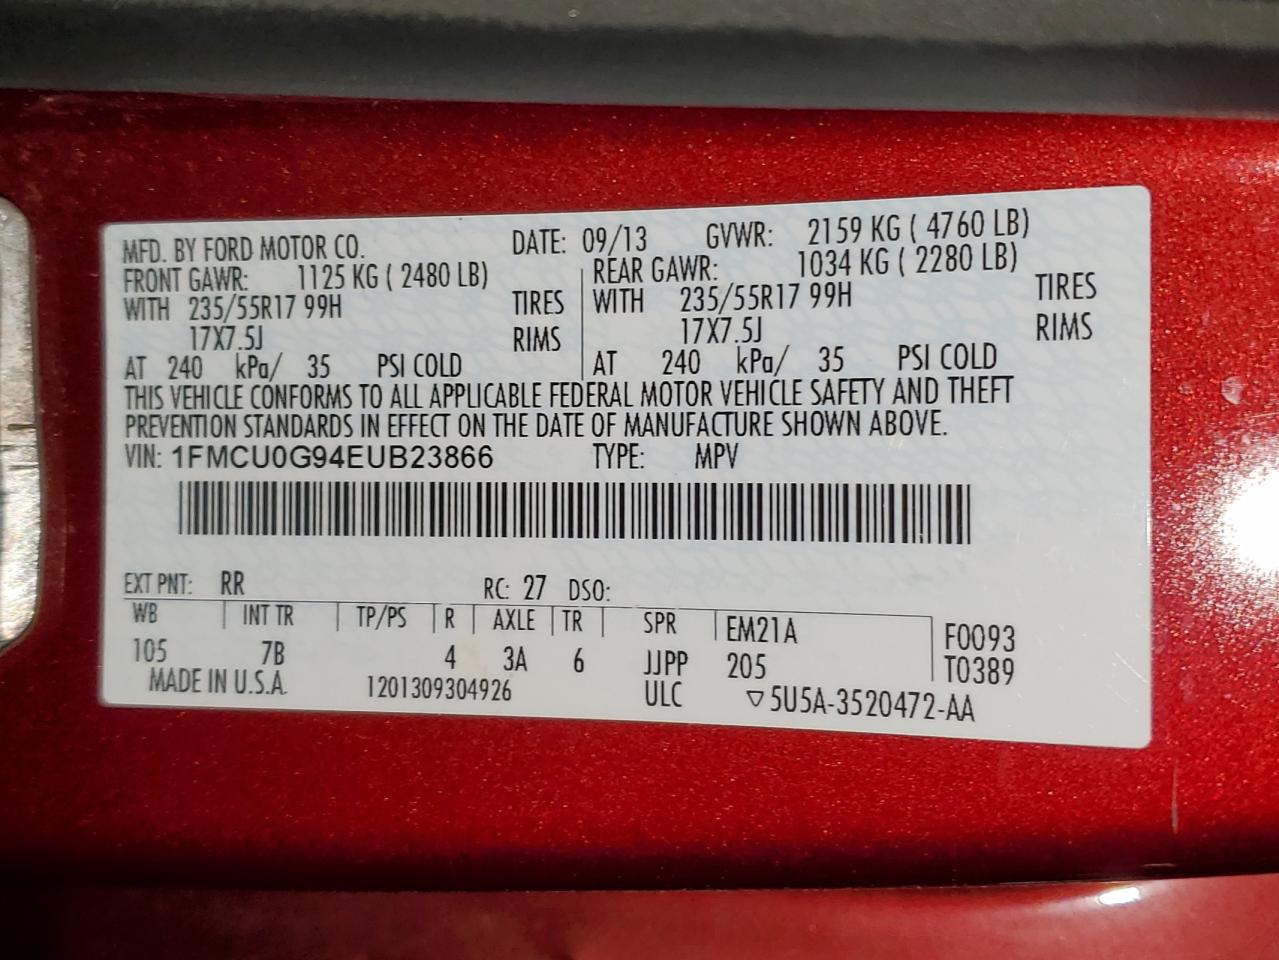 MFD. BY FORD MOTOR CO. DATE: 09/13 GVWR: 2159 KG ( 4760 LB)
FRONT GAWR: 1125 KG ( 2480 LB) REAR GAWR: 1034 KG ( 2280 LB)
WITH 235/55R17 99H TIRES WITH 235/55R17 99H TIRES
17X7.5J RIMS 17X7.5J RIMS
AT 240 kPa/ 35 PSI COLD AT 240 kPa/ 35 PSI COLD
THIS VEHICLE CONFORMS TO ALL APPLICABLE FEDERAL MOTOR VEHICLE SAFETY AND THEFT
PREVENTION STANDARDS IN EFFECT ON THE DATE OF MANUFACTURE SHOWN ABOVE.
VIN: 1FMCU0G94EUB23866 TYPE: MPV
EXT PNT: RR RC: 27 DSO:
WB INT TR TP/PS R AXLE TR SPR EM21A F0093
105 7B 4 3A 6 JJPP 205 T0389
MADE IN U.S.A. 1201309304926 ULC ▽5U5A-3520472-AA